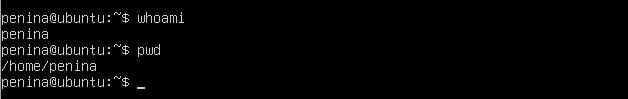 penina@ubuntu:~$ whoami
penina
penina@ubuntu:~$ pwd
/home/penina
penina@ubuntu:~$ _